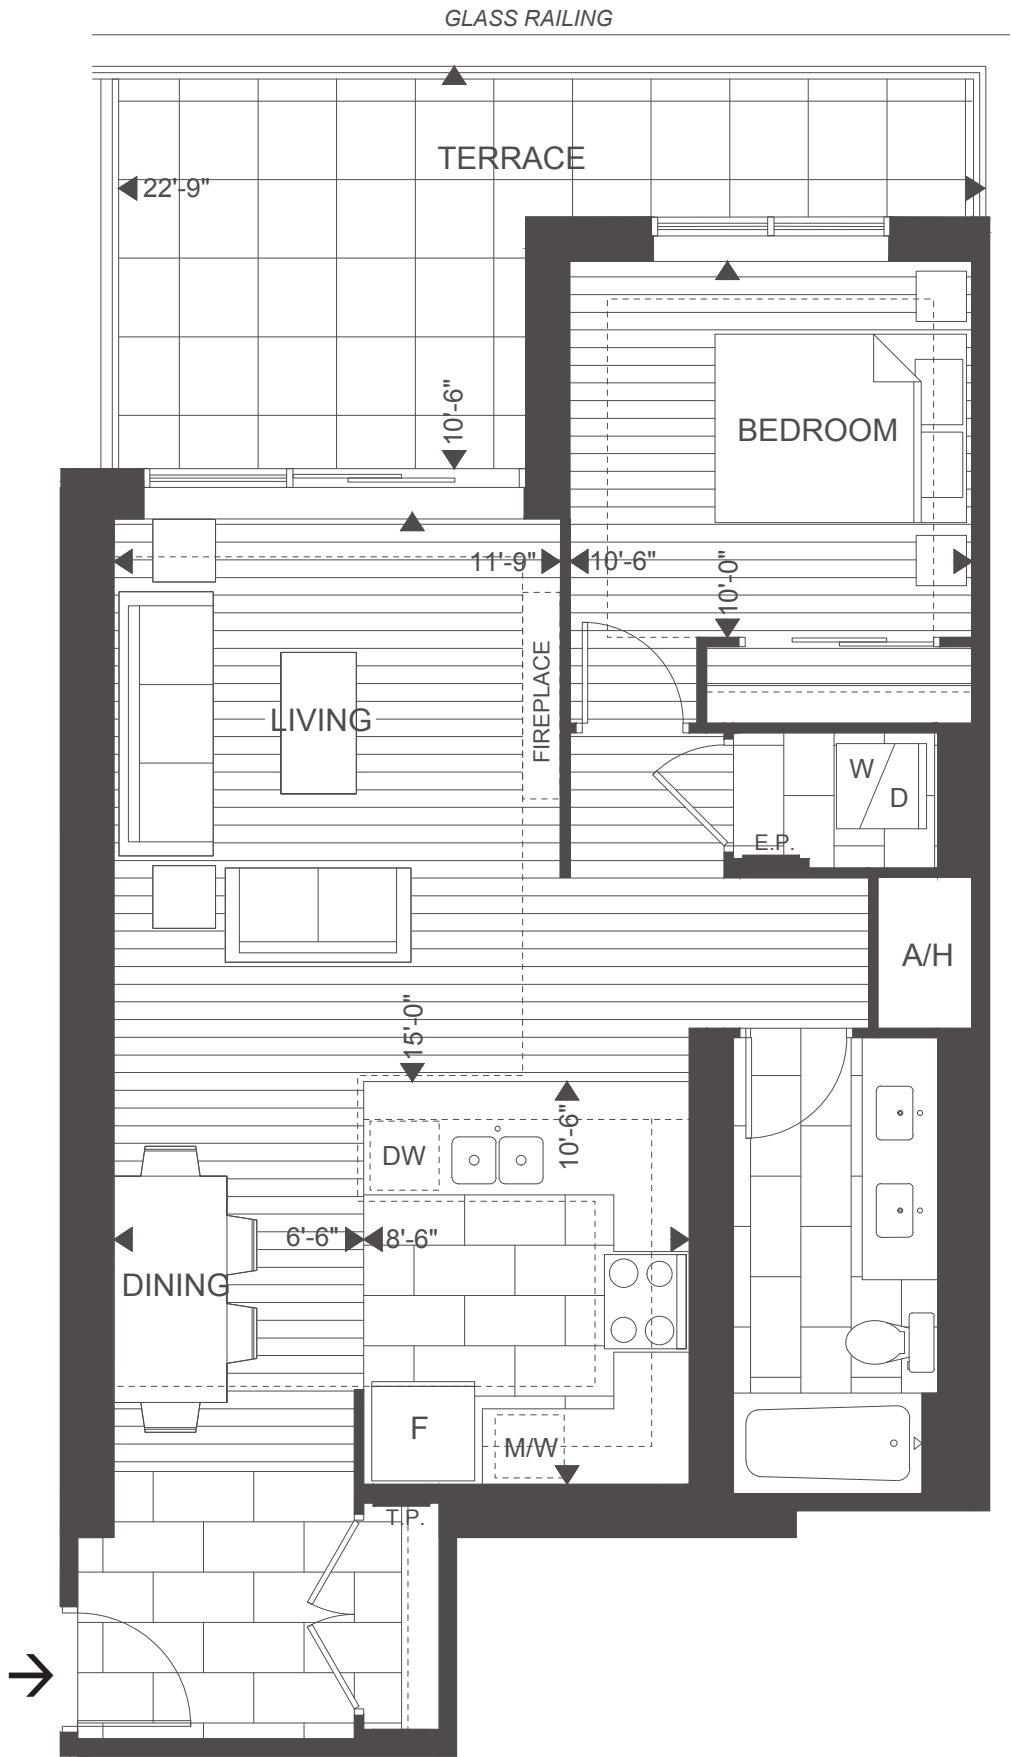 GLASS RAILING
TERRACE
22'-9"
10'-6"
BEDROOM
11'-9"
10'-6"
10'-0"
FIREPLACE
LIVING
W
D
E.P.
A/H
15'-0"
10'-6"
DW
6'-6"
8'-6"
DINING
F
M/W
T.P.